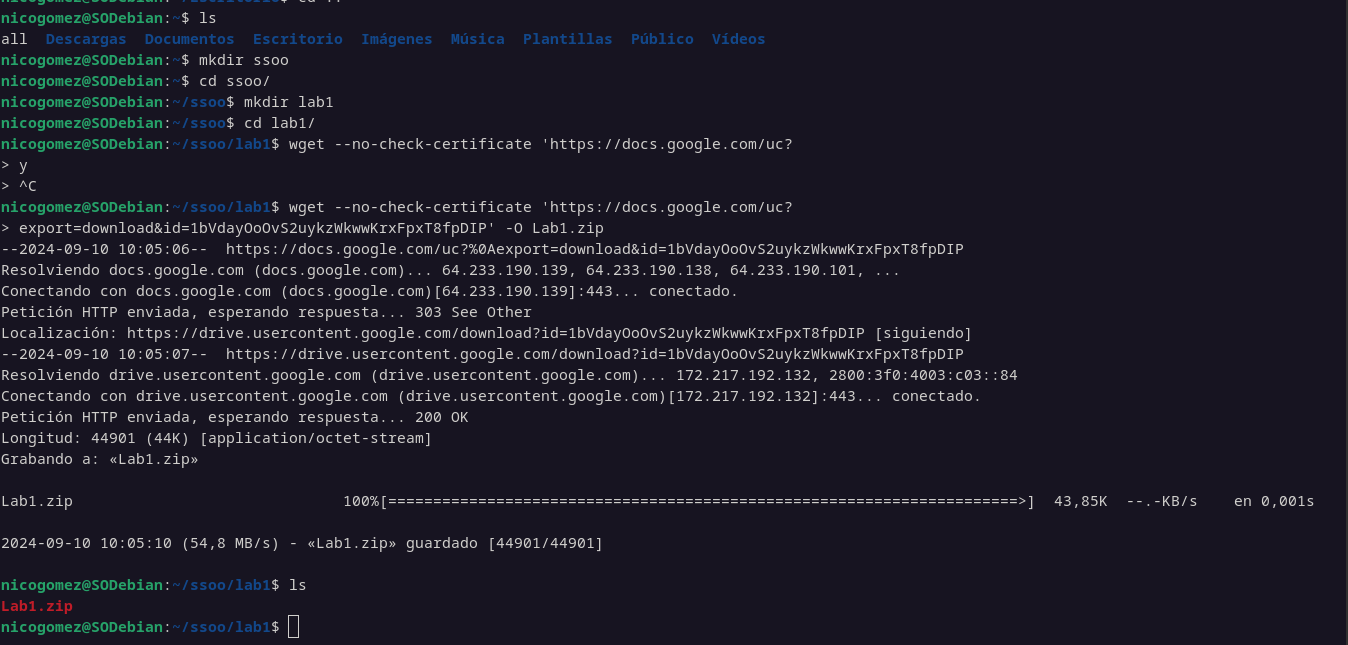 nicogomez@SODebian:~$ ls
all  Descargas  Documentos  Escritorio  Imágenes  Música  Plantillas  Público  Vídeos
nicogomez@SODebian:~$ mkdir ssoo
nicogomez@SODebian:~$ cd ssoo/
nicogomez@SODebian:~/ssoo$ mkdir lab1
nicogomez@SODebian:~/ssoo$ cd lab1/
nicogomez@SODebian:~/ssoo/lab1$ wget --no-check-certificate 'https://docs.google.com/uc?
> y
> ^C
nicogomez@SODebian:~/ssoo/lab1$ wget --no-check-certificate 'https://docs.google.com/uc?
> export=download&id=1bVdayOoOvS2uykzWkwwKrxFpxT8fpDIP' -O Lab1.zip
--2024-09-10 10:05:06--  https://docs.google.com/uc?%0Aexport=download&id=1bVdayOoOvS2uykzWkwwKrxFpxT8fpDIP
Resolviendo docs.google.com (docs.google.com)... 64.233.190.139, 64.233.190.138, 64.233.190.101, ...
Conectando con docs.google.com (docs.google.com)[64.233.190.139]:443... conectado.
Petición HTTP enviada, esperando respuesta... 303 See Other
Localización: https://drive.usercontent.google.com/download?id=1bVdayOoOvS2uykzWkwwKrxFpxT8fpDIP [siguiendo]
--2024-09-10 10:05:07--  https://drive.usercontent.google.com/download?id=1bVdayOoOvS2uykzWkwwKrxFpxT8fpDIP
Resolviendo drive.usercontent.google.com (drive.usercontent.google.com)... 172.217.192.132, 2800:3f0:4003:c03::84
Conectando con drive.usercontent.google.com (drive.usercontent.google.com)[172.217.192.132]:443... conectado.
Petición HTTP enviada, esperando respuesta... 200 OK
Longitud: 44901 (44K) [application/octet-stream]
Grabando a: «Lab1.zip»
Lab1.zip                              100%[======================================================================>]  43,85K  --.-KB/s    en 0,001s
2024-09-10 10:05:10 (54,8 MB/s) - «Lab1.zip» guardado [44901/44901]
nicogomez@SODebian:~/ssoo/lab1$ ls
Lab1.zip
nicogomez@SODebian:~/ssoo/lab1$